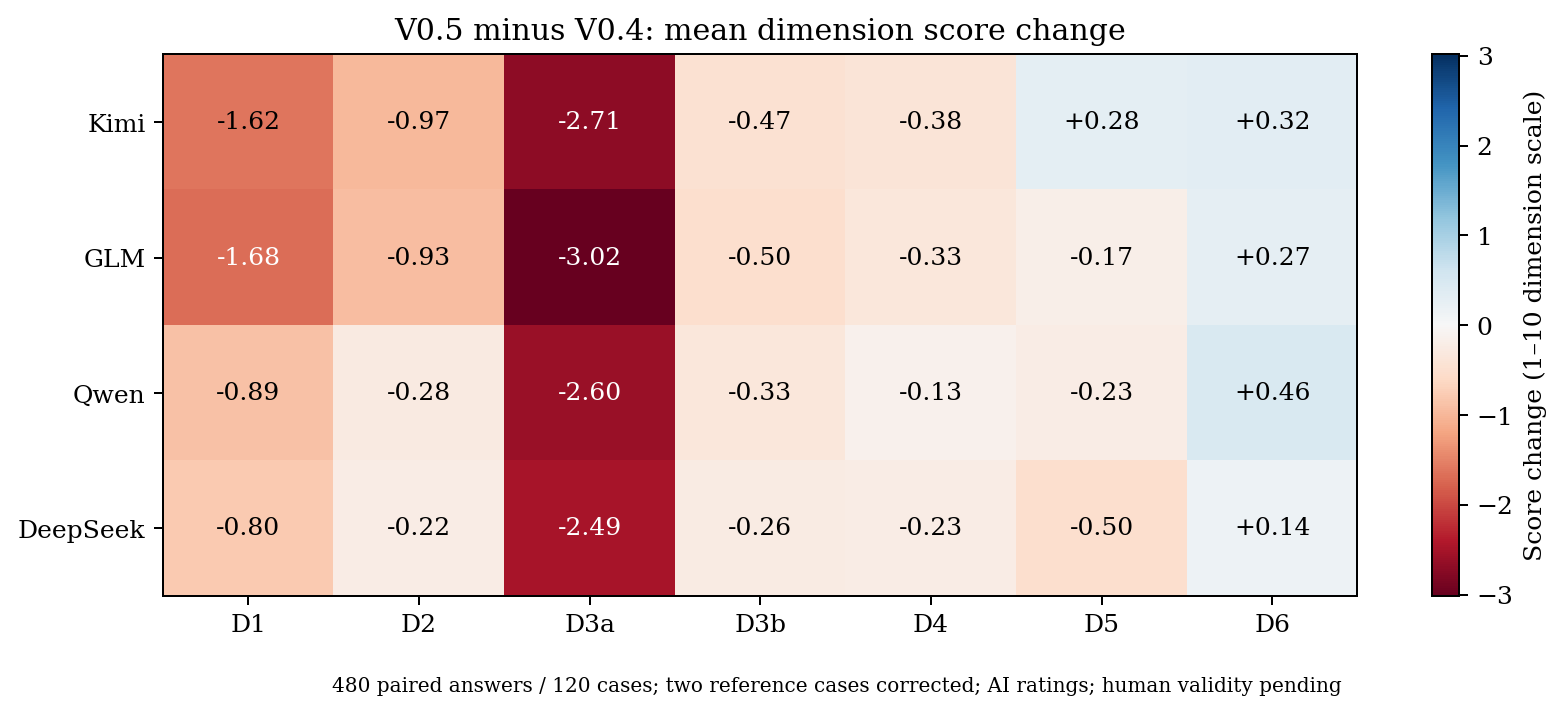 V0.5 minus V0.4: mean dimension score change
Kimi -1.62 -0.97 -2.71 -0.47 -0.38 +0.28 +0.32
GLM -1.68 -0.93 -3.02 -0.50 -0.33 -0.17 +0.27
Qwen -0.89 -0.28 -2.60 -0.33 -0.13 -0.23 +0.46
DeepSeek -0.80 -0.22 -2.49 -0.26 -0.23 -0.50 +0.14
D1 D2 D3a D3b D4 D5 D6
3
2
1
0
−1
−2
−3
Score change (1–10 dimension scale)
480 paired answers / 120 cases; two reference cases corrected; AI ratings; human validity pending